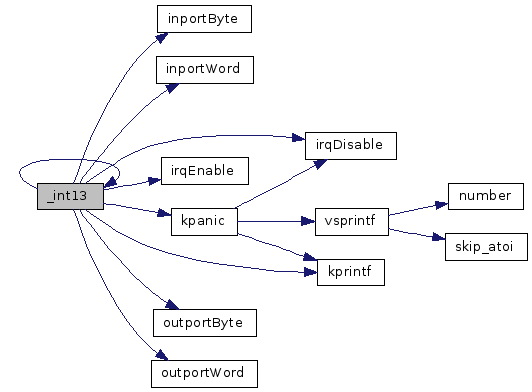 inportByte
inportWord
irqDisable
irqEnable
_int13
number
kpanic
vsprintf
skip_atoi
kprintf
outportByte
outportWord